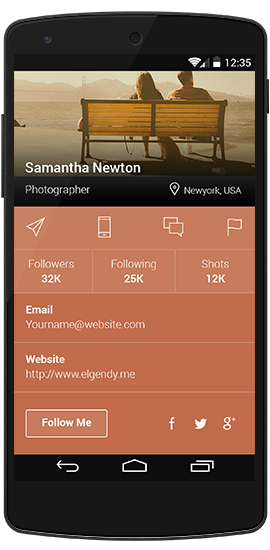 12:35
Samantha Newton
Photographer
Newyork, USA
Followers
Following
Shots
32K
25K
12K
Email
Yourname@website.com
Website
http://www.elgendy.me
Follow Me
f
g+